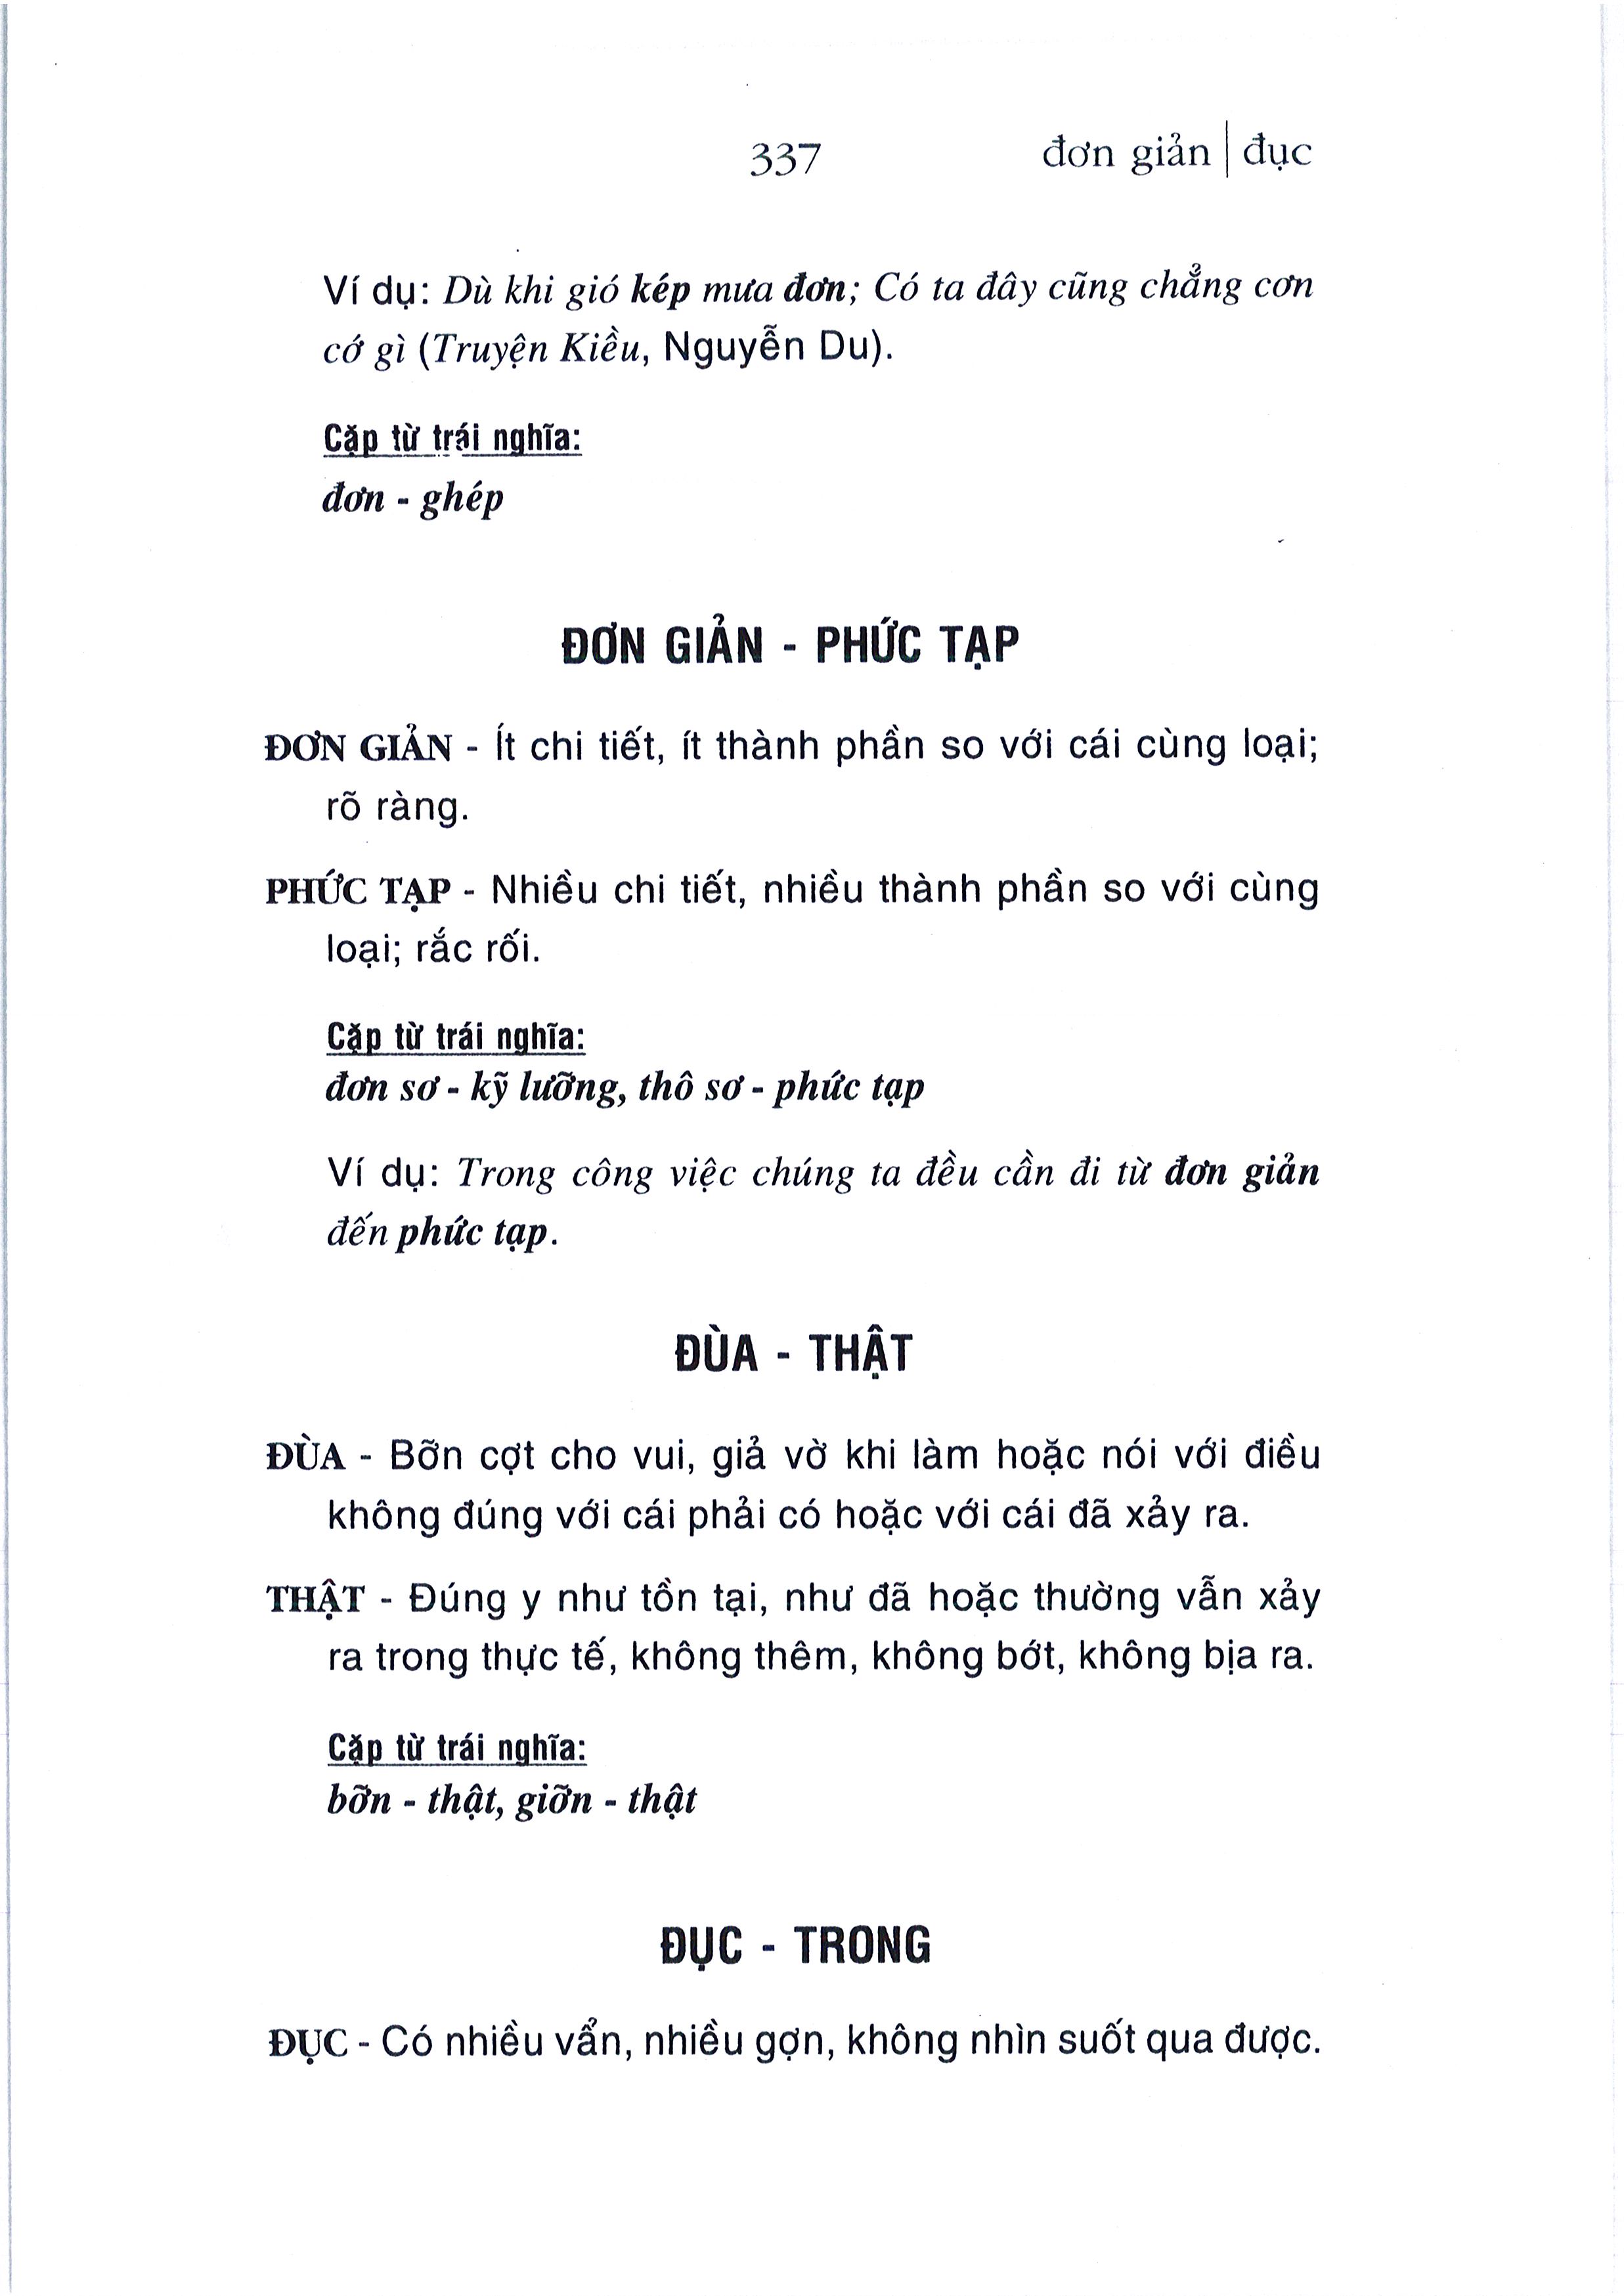 337
đơn giản | đục
Ví dụ: Dù khi gió kép mưa đơn; Có ta đây cũng chẳng cơn
cớ gì (Truyện Kiều, Nguyễn Du).
Cặp từ trái nghĩa:
đơn - ghép
ĐƠN GIẢN - PHỨC TẠP
ĐƠN GIẢN - Ít chi tiết, ít thành phần so với cái cùng loại;
rõ ràng.
PHỨC TẠP - Nhiều chi tiết, nhiều thành phần so với cùng
loại; rắc rối.
Cặp từ trái nghĩa:
đơn sơ - kỹ lưỡng, thô sơ - phức tạp
Ví dụ: Trong công việc chúng ta đều cần đi từ đơn giản
đến phức tạp.
ĐÙA - THẬT
ĐÙA - Bỡn cợt cho vui, giả vờ khi làm hoặc nói với điều
không đúng với cái phải có hoặc với cái đã xảy ra.
THẬT - Đúng y như tồn tại, như đã hoặc thường vẫn xảy
ra trong thực tế, không thêm, không bớt, không bịa ra.
Cặp từ trái nghĩa:
bỡn - thật, giỡn - thật
ĐỤC - TRONG
ĐỤC - Có nhiều vẩn, nhiều gợn, không nhìn suốt qua được.